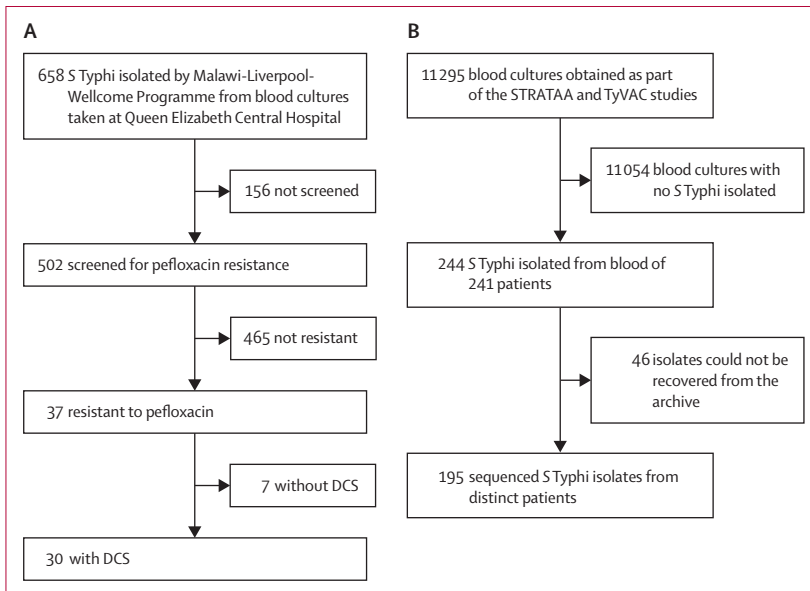 A
658 S Typhi isolated by Malawi-Liverpool-
Wellcome Programme from blood cultures
taken at Queen Elizabeth Central Hospital
156 not screened
502 screened for pefloxacin resistance
465 not resistant
37 resistant to pefloxacin
7 without DCS
30 with DCS
B
11 295 blood cultures obtained as part
of the STRATAA and TyVAC studies
11 054 blood cultures with
no S Typhi isolated
244 S Typhi isolated from blood of
241 patients
46 isolates could not be
recovered from the
archive
195 sequenced S Typhi isolates from
distinct patients